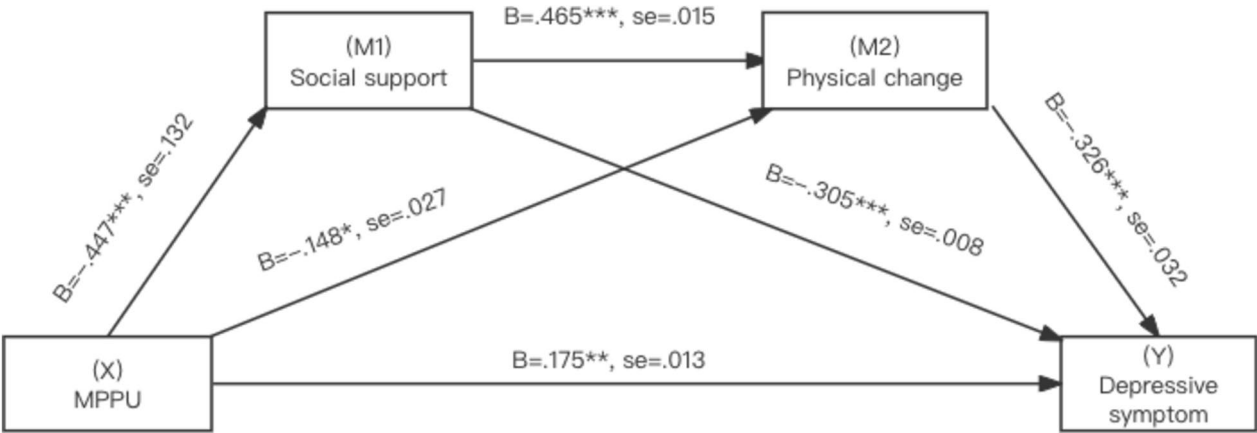 B=.465***, se=.015
(M1)
Social support
(M2)
Physical change
B=−.447***, se=.132
B=−.148*, se=.027
B=−.305***, se=.008
B=−.326***, se=.032
B=.175**, se=.013
(X)
MPPU
(Y)
Depressive
symptom